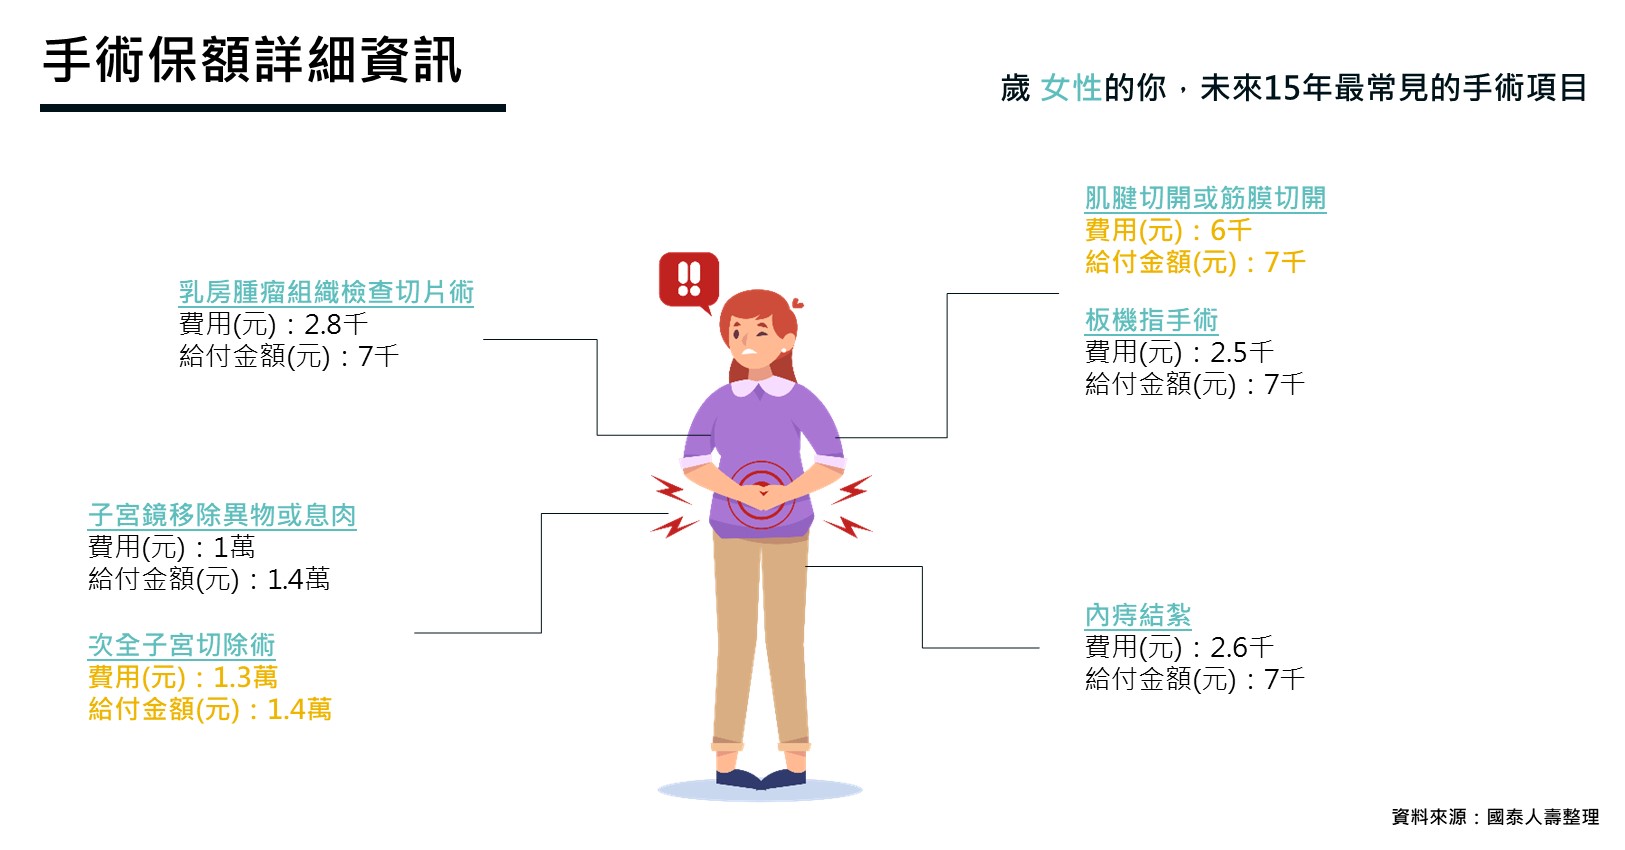 手術保額詳細資訊
歲 女性的你，未來15年最常見的手術項目
乳房腫瘤組織檢查切片術
費用(元)：2.8千
給付金額(元)：7千
子宮鏡移除異物或息肉
費用(元)：1萬
給付金額(元)：1.4萬
次全子宮切除術
費用(元)：1.3萬
給付金額(元)：1.4萬
肌腱切開或筋膜切開
費用(元)：6千
給付金額(元)：7千
板機指手術
費用(元)：2.5千
給付金額(元)：7千
內痔結紮
費用(元)：2.6千
給付金額(元)：7千
資料來源：國泰人壽整理